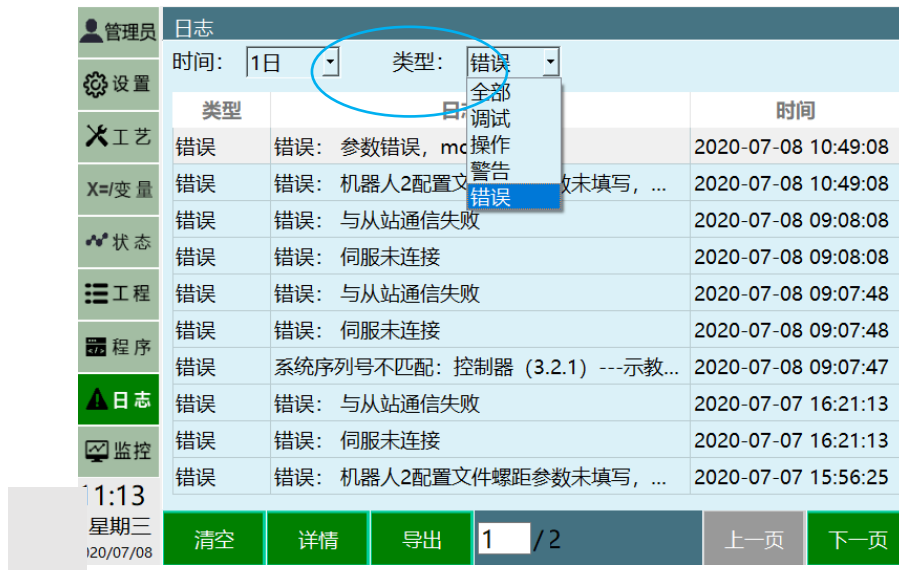 管理员
日志
时间： 1日 类型： 错误
全部
调试
操作
警告
错误
设置
工艺
X=/变量
状态
工程
程序
日志
监控
类型 时间
错误 错误： 参数错误，mo 2020-07-08 10:49:08
错误 错误： 机器人2配置文 数未填写，... 2020-07-08 10:49:08
错误 错误： 与从站通信失败 2020-07-08 09:08:08
错误 错误： 伺服未连接 2020-07-08 09:08:08
错误 错误： 与从站通信失败 2020-07-08 09:07:48
错误 错误： 伺服未连接 2020-07-08 09:07:48
错误 系统序列号不匹配：控制器（3.2.1）---示教... 2020-07-08 09:07:47
错误 错误： 与从站通信失败 2020-07-07 16:21:13
错误 错误： 伺服未连接 2020-07-07 16:21:13
错误 错误： 机器人2配置文件螺距参数未填写，... 2020-07-07 15:56:25
11:13
星期三
020/07/08
清空 详情 导出 1 / 2 上一页 下一页